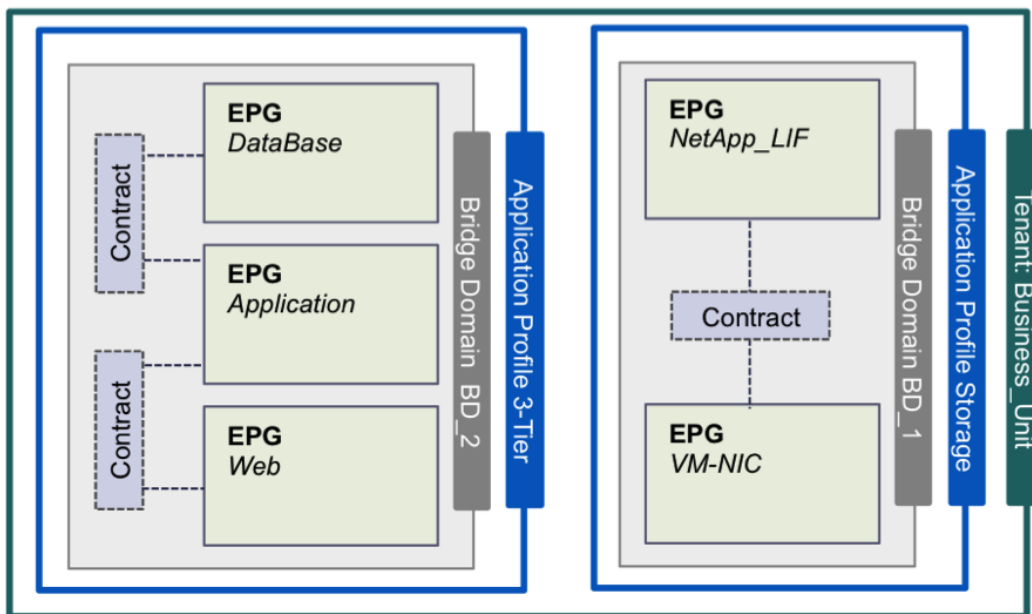 EPG
DataBase
Contract
EPG
Application
Contract
EPG
Web
Bridge Domain BD_2
Application Profile 3-Tier
EPG
NetApp_LIF
Contract
EPG
VM-NIC
Bridge Domain BD_1
Application Profile Storage
Tenant: Business_Unit